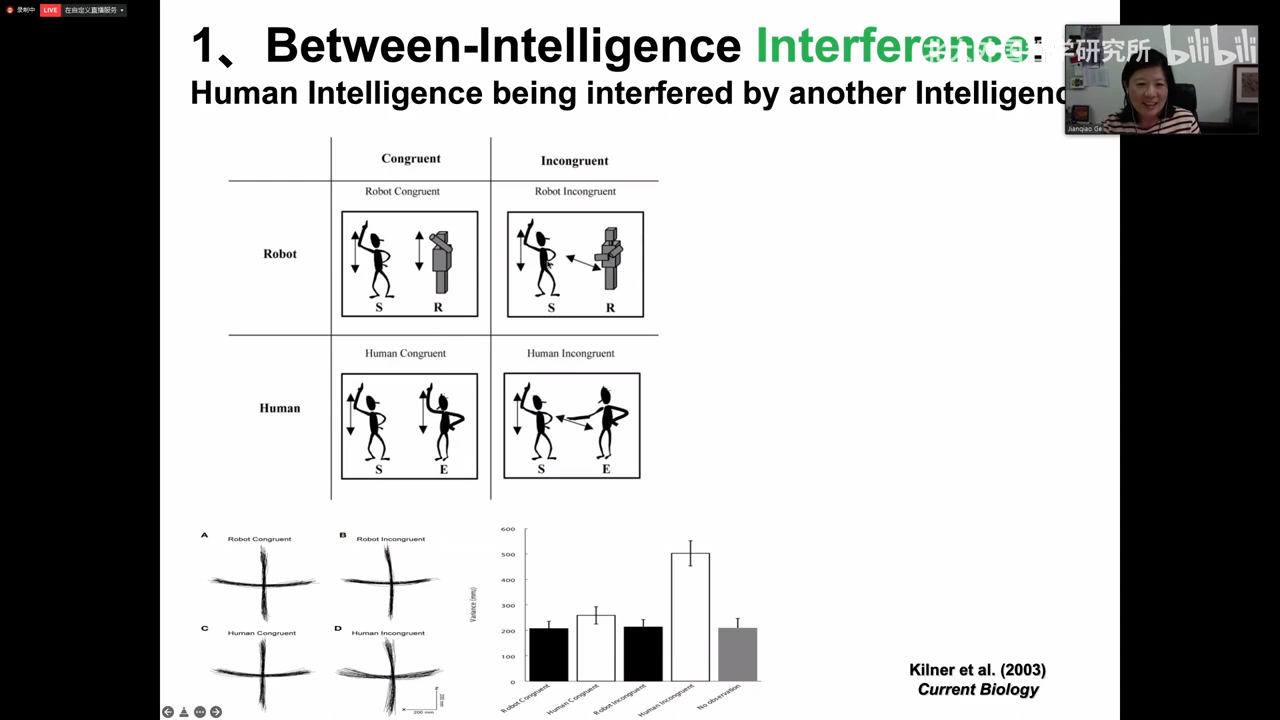 录制中
LIVE
在自定义直播服务
1、Between-Intelligence Interference:
Human Intelligence being interfered by another Intelligenc
学研究所
bilibili
Jianqiao Ge
Congruent
Incongruent
Robot Congruent
Robot Incongruent
Robot
S R
S R
Human Congruent
Human Incongruent
Human
S E
S E
A
Robot Congruent
B
Robot Incongruent
C
Human Congruent
D
Human Incongruent
200 mm
200 mm
600
500
400
300
200
100
0
Variance (mm)
Robot Congruent
Human Congruent
Robot Incongruent
Human Incongruent
No observation
Kilner et al. (2003)
Current Biology